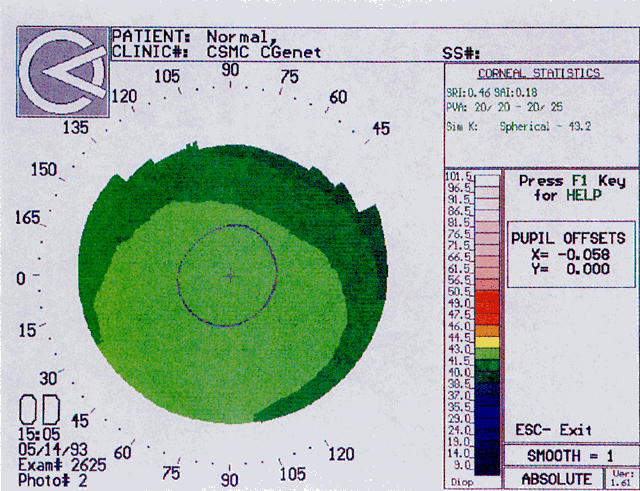 PATIENT: Normal,
CLINIC#: CSMC CGenet
SS#:
CORNEAL STATISTICS
SRI:0.46 SAI:0.18
PVA: 20/ 20 - 20/ 25
Sim K: Spherical - 43.2
105
90
75
120
60
135
45
150
165
0
15
30
45
60
75
90
105
120
OD
15:05
05/14/93
Exam# 2625
Photo# 2
101.5
96.5
91.5
86.5
81.5
76.5
71.5
66.5
61.5
56.5
50.5
49.0
47.5
46.0
44.5
43.0
41.5
40.0
38.5
37.0
35.5
29.0
24.0
19.0
14.0
9.0
Diop
Press F1 Key
for HELP
PUPIL OFFSETS
X= -0.058
Y= 0.000
ESC- Exit
SMOOTH = 1
ABSOLUTE
Ver:
1.61